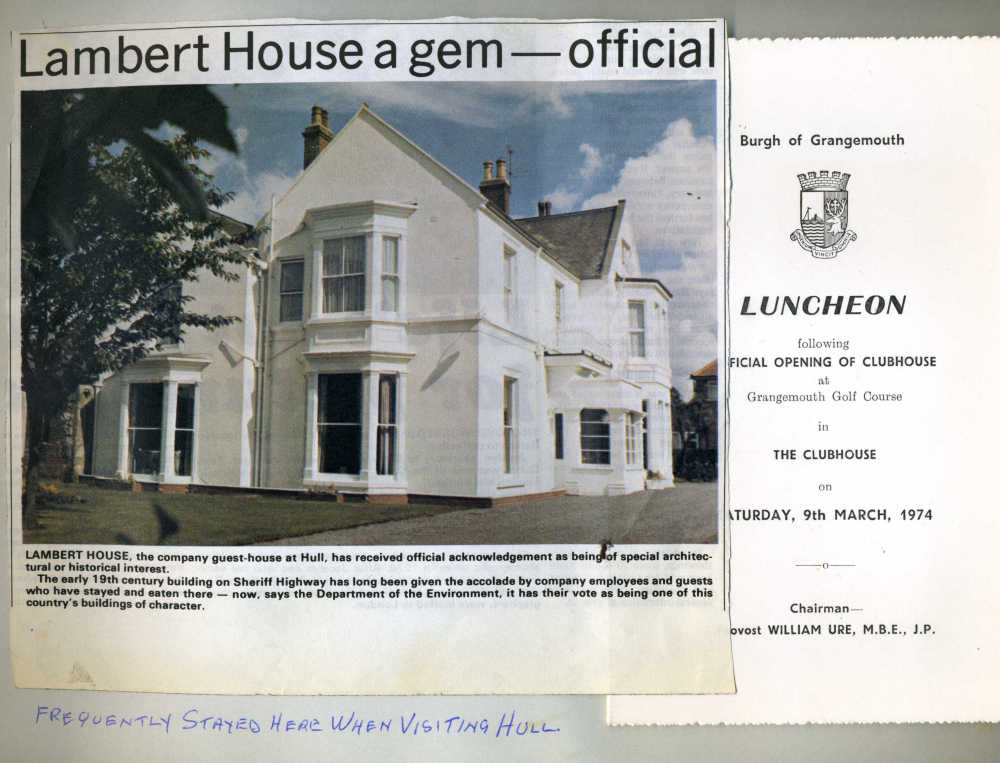 Lambert House a gem — official
LAMBERT HOUSE, the company guest-house at Hull, has received official acknowledgement as being of special architec-
tural or historical interest.
The early 19th century building on Sheriff Highway has long been given the accolade by company employees and guests
who have stayed and eaten there — now, says the Department of the Environment, it has their vote as being one of this
country's buildings of character.
FREQUENTLY STAYED HERE WHEN VISITING HULL.
Burgh of Grangemouth
VINCIT
LUNCHEON
following
FICIAL OPENING OF CLUBHOUSE
at
Grangemouth Golf Course
in
THE CLUBHOUSE
on
ATURDAY, 9th MARCH, 1974
—o—
Chairman—
ovost WILLIAM URE, M.B.E., J.P.